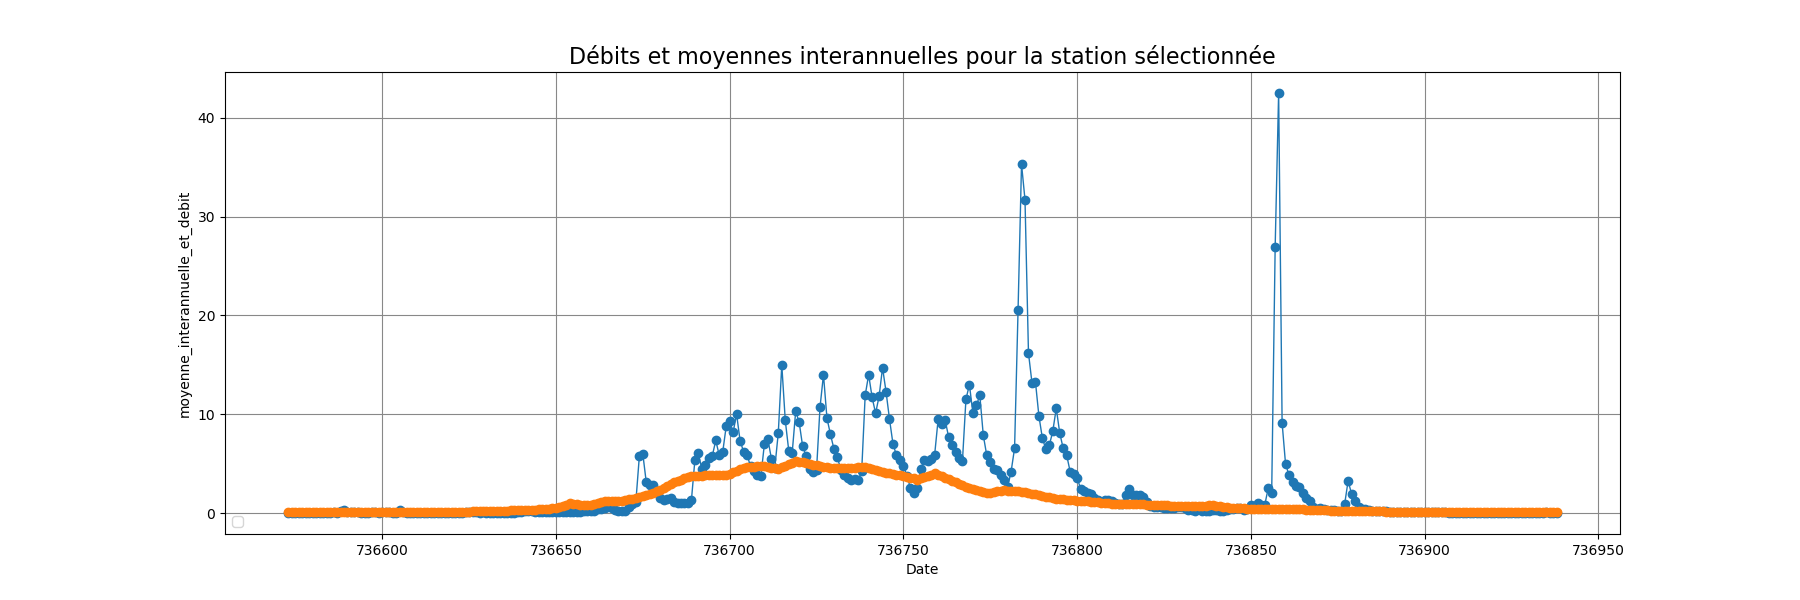 Débits et moyennes interannuelles pour la station sélectionnée
moyenne_interannuelle_et_debit
40
30
20
10
0
736600 736650 736700 736750 736800 736850 736900 736950
Date